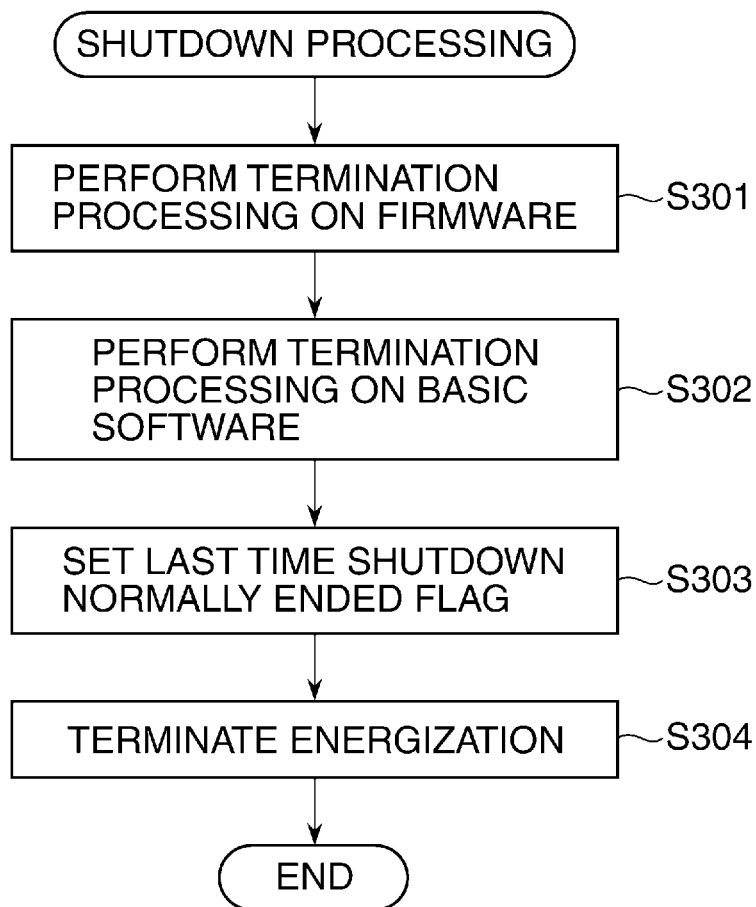 SHUTDOWN PROCESSING
PERFORM TERMINATION
PROCESSING ON FIRMWARE
S301
PERFORM TERMINATION
PROCESSING ON BASIC
SOFTWARE
S302
SET LAST TIME SHUTDOWN
NORMALLY ENDED FLAG
S303
TERMINATE ENERGIZATION
S304
END